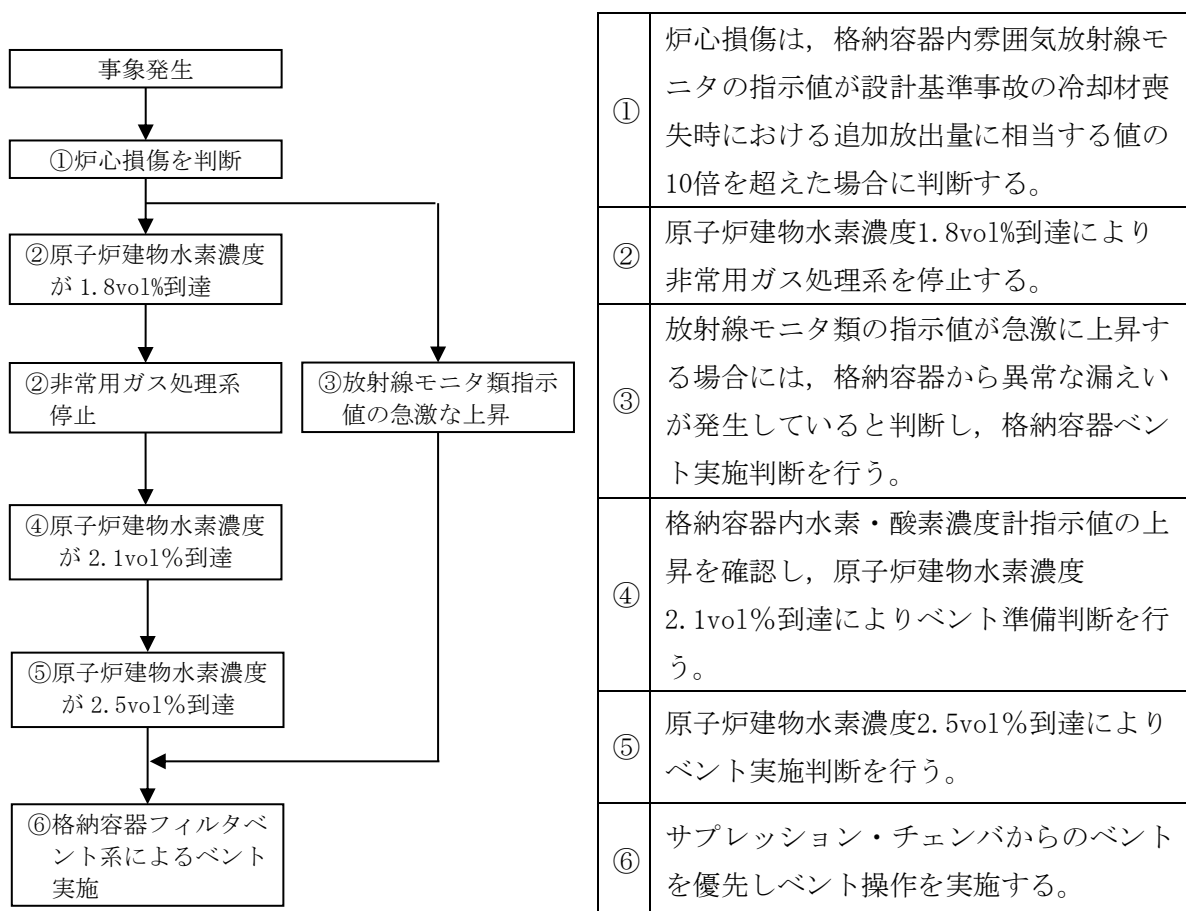 事象発生
①炉心損傷を判断
②原子炉建物水素濃度
が 1.8vol%到達
②非常用ガス処理系
停止
③放射線モニタ類指示
値の急激な上昇
④原子炉建物水素濃度
が 2.1vol％到達
⑤原子炉建物水素濃度
が 2.5vol％到達
⑥格納容器フィルタベ
ント系によるベント
実施
①
炉心損傷は，格納容器内雰囲気放射線モ
ニタの指示値が設計基準事故の冷却材喪
失時における追加放出量に相当する値の
10倍を超えた場合に判断する。
②
原子炉建物水素濃度1.8vol%到達により
非常用ガス処理系を停止する。
③
放射線モニタ類の指示値が急激に上昇す
る場合には，格納容器から異常な漏えい
が発生していると判断し，格納容器ベン
ト実施判断を行う。
④
格納容器内水素・酸素濃度計指示値の上
昇を確認し，原子炉建物水素濃度
2.1vol％到達によりベント準備判断を行
う。
⑤
原子炉建物水素濃度2.5vol％到達により
ベント実施判断を行う。
⑥
サプレッション・チェンバからのベント
を優先しベント操作を実施する。